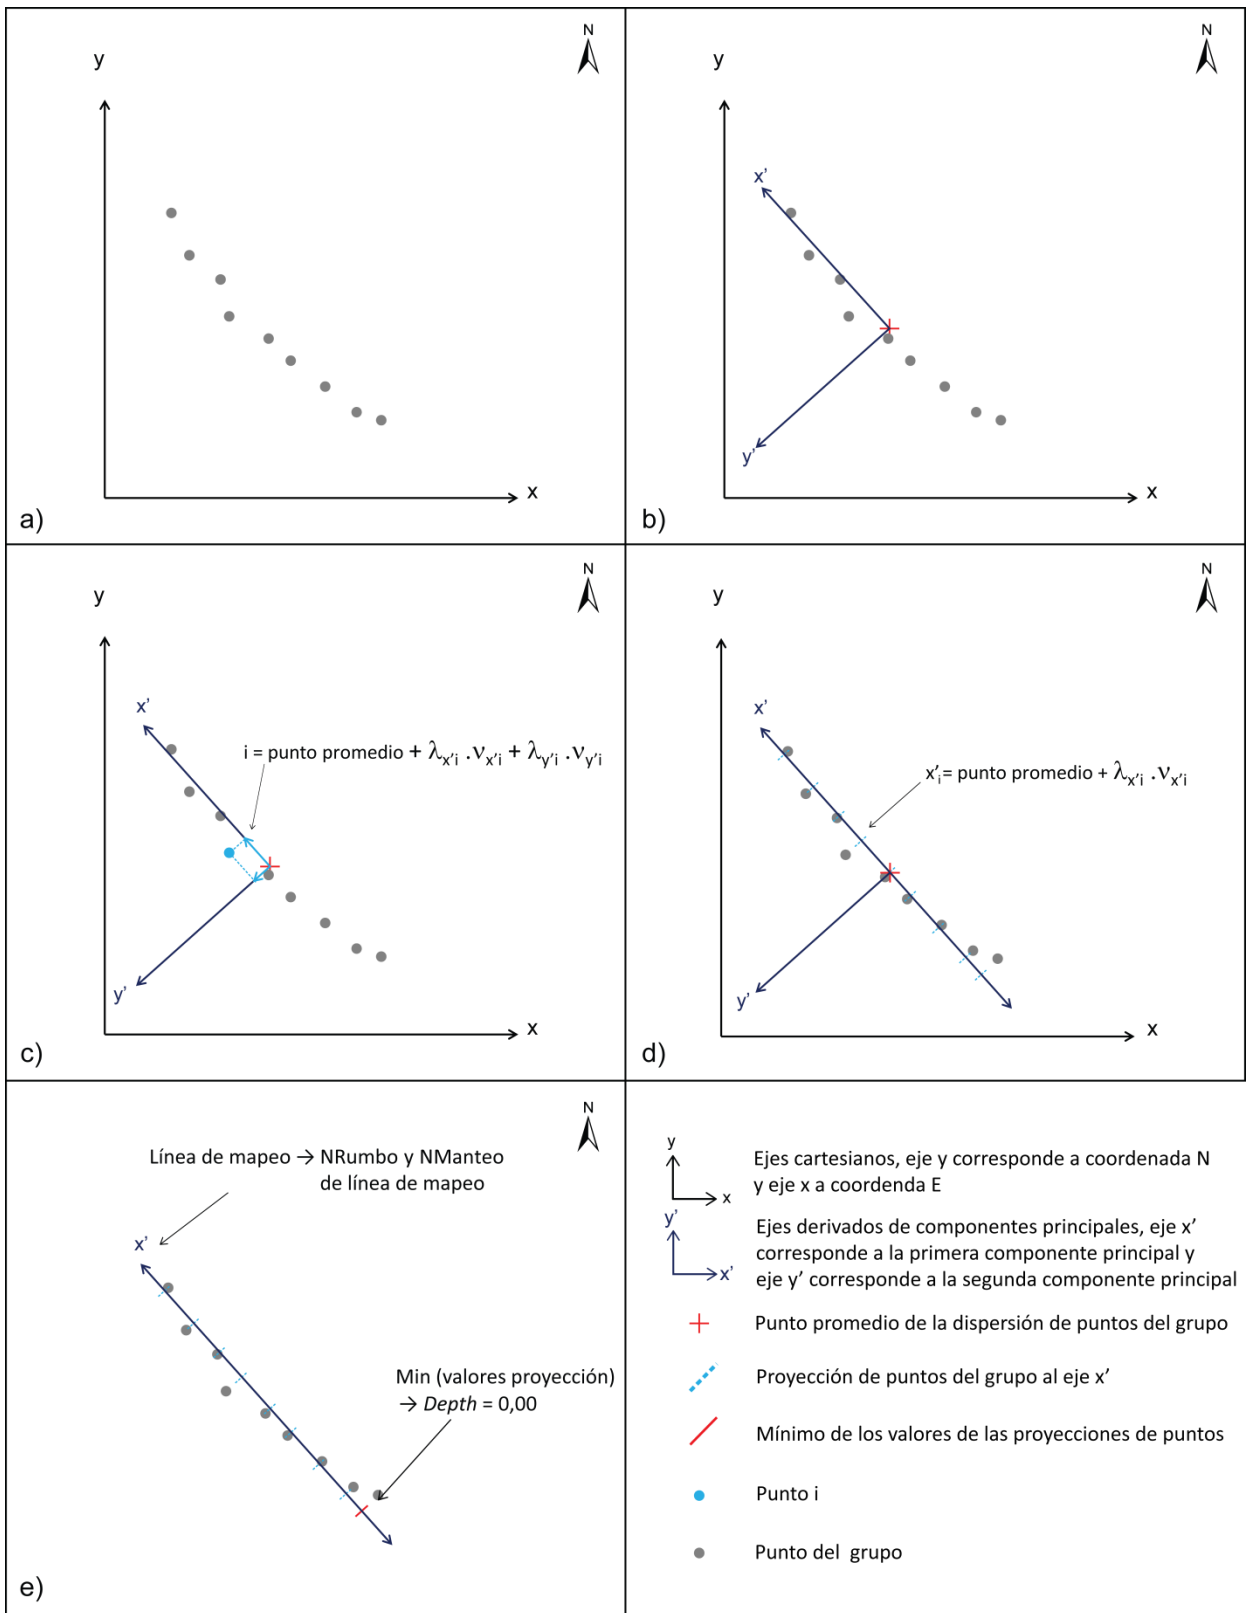 N
y
x
a)
N
y
x'
y'
x
b)
N
y
x'
i = punto promedio + λx'i .νx'i + λy'i .νy'i
y'
x
c)
N
y
x'
x'i= punto promedio + λx'i .νx'i
y'
x
d)
N
Línea de mapeo → NRumbo y NManteo
de línea de mapeo
x'
Min (valores proyección)
→ Depth = 0,00
e)
y
x
Ejes cartesianos, eje y corresponde a coordenada N
y eje x a coordenda E
y'
x'
Ejes derivados de componentes principales, eje x'
corresponde a la primera componente principal y
eje y' corresponde a la segunda componente principal
Punto promedio de la dispersión de puntos del grupo
Proyección de puntos del grupo al eje x'
Mínimo de los valores de las proyecciones de puntos
Punto i
Punto del grupo